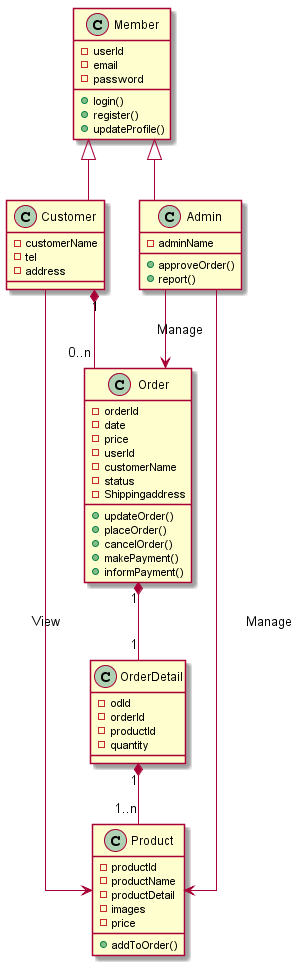 C Member
userId
email
password
login()
register()
updateProfile()
C Customer
customerName
tel
address
C Admin
adminName
approveOrder()
report()
1
Manage
0..n
C Order
orderId
date
price
userId
customerName
status
Shippingaddress
updateOrder()
placeOrder()
cancelOrder()
makePayment()
informPayment()
1
View
Manage
1
C OrderDetail
odId
orderId
productId
quantity
1
1..n
C Product
productId
productName
productDetail
images
price
addToOrder()